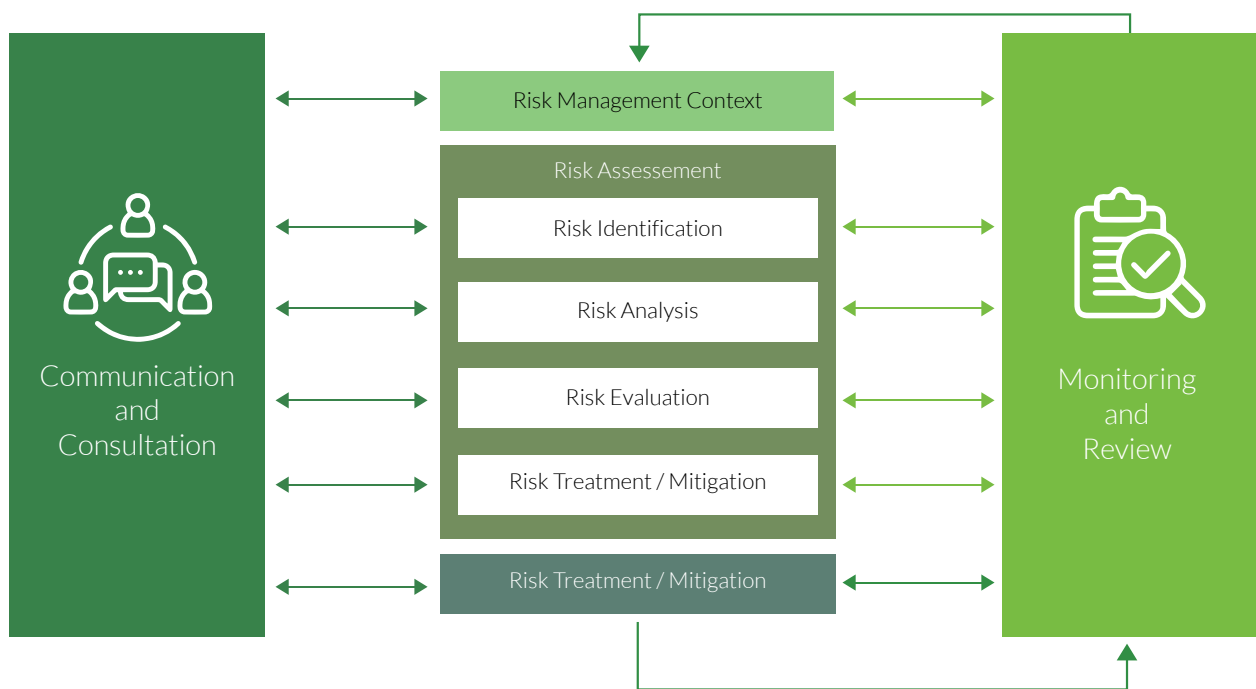 Communication
and
Consultation
Risk Management Context
Risk Assessement
Risk Identification
Risk Analysis
Risk Evaluation
Risk Treatment / Mitigation
Risk Treatment / Mitigation
Monitoring
and
Review